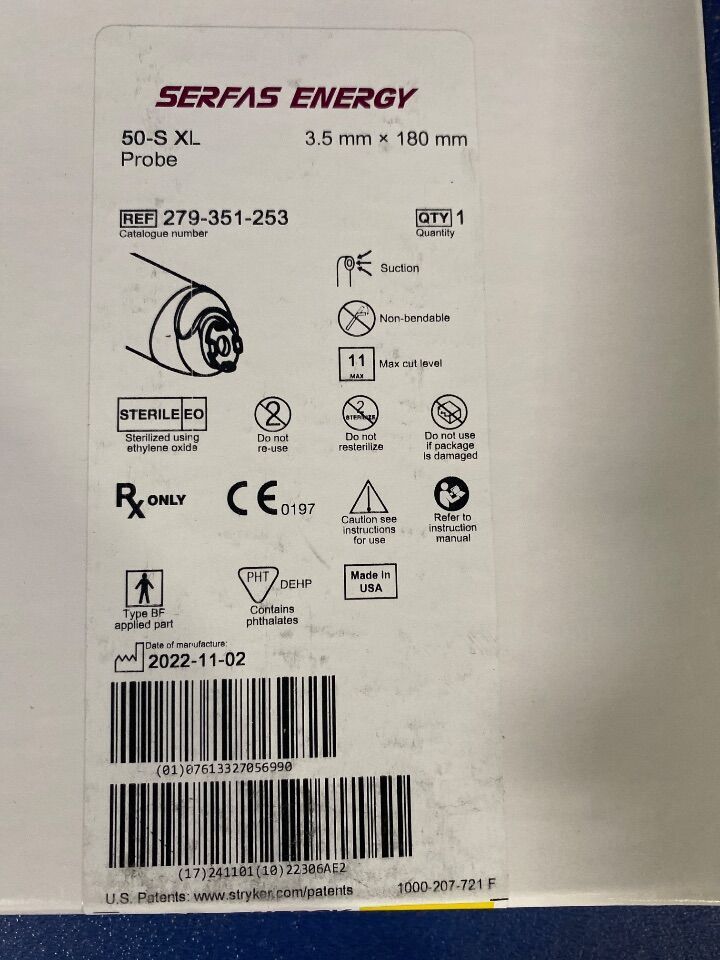 SERFAS ENERGY
50-S XL 3.5 mm × 180 mm
Probe
REF 279-351-253 QTY 1
Catalogue number Quantity
Suction
Non-bendable
11 Max cut level
MAX
STERILE EO 2 2
STERILIZE
Sterilized using Do not Do not Do not use
ethylene oxide re-use resterilize if package
is damaged
Rx ONLY CE 0197
Caution see Refer to
instructions instruction
for use manual
PHT DEHP Made in
USA
Type BF Contains
applied part phthalates
Date of manufacture:
2022-11-02
(01)07613327056990
(17)241101(10)22306AE2
U.S. Patents: www.stryker.com/patents 1000-207-721 F